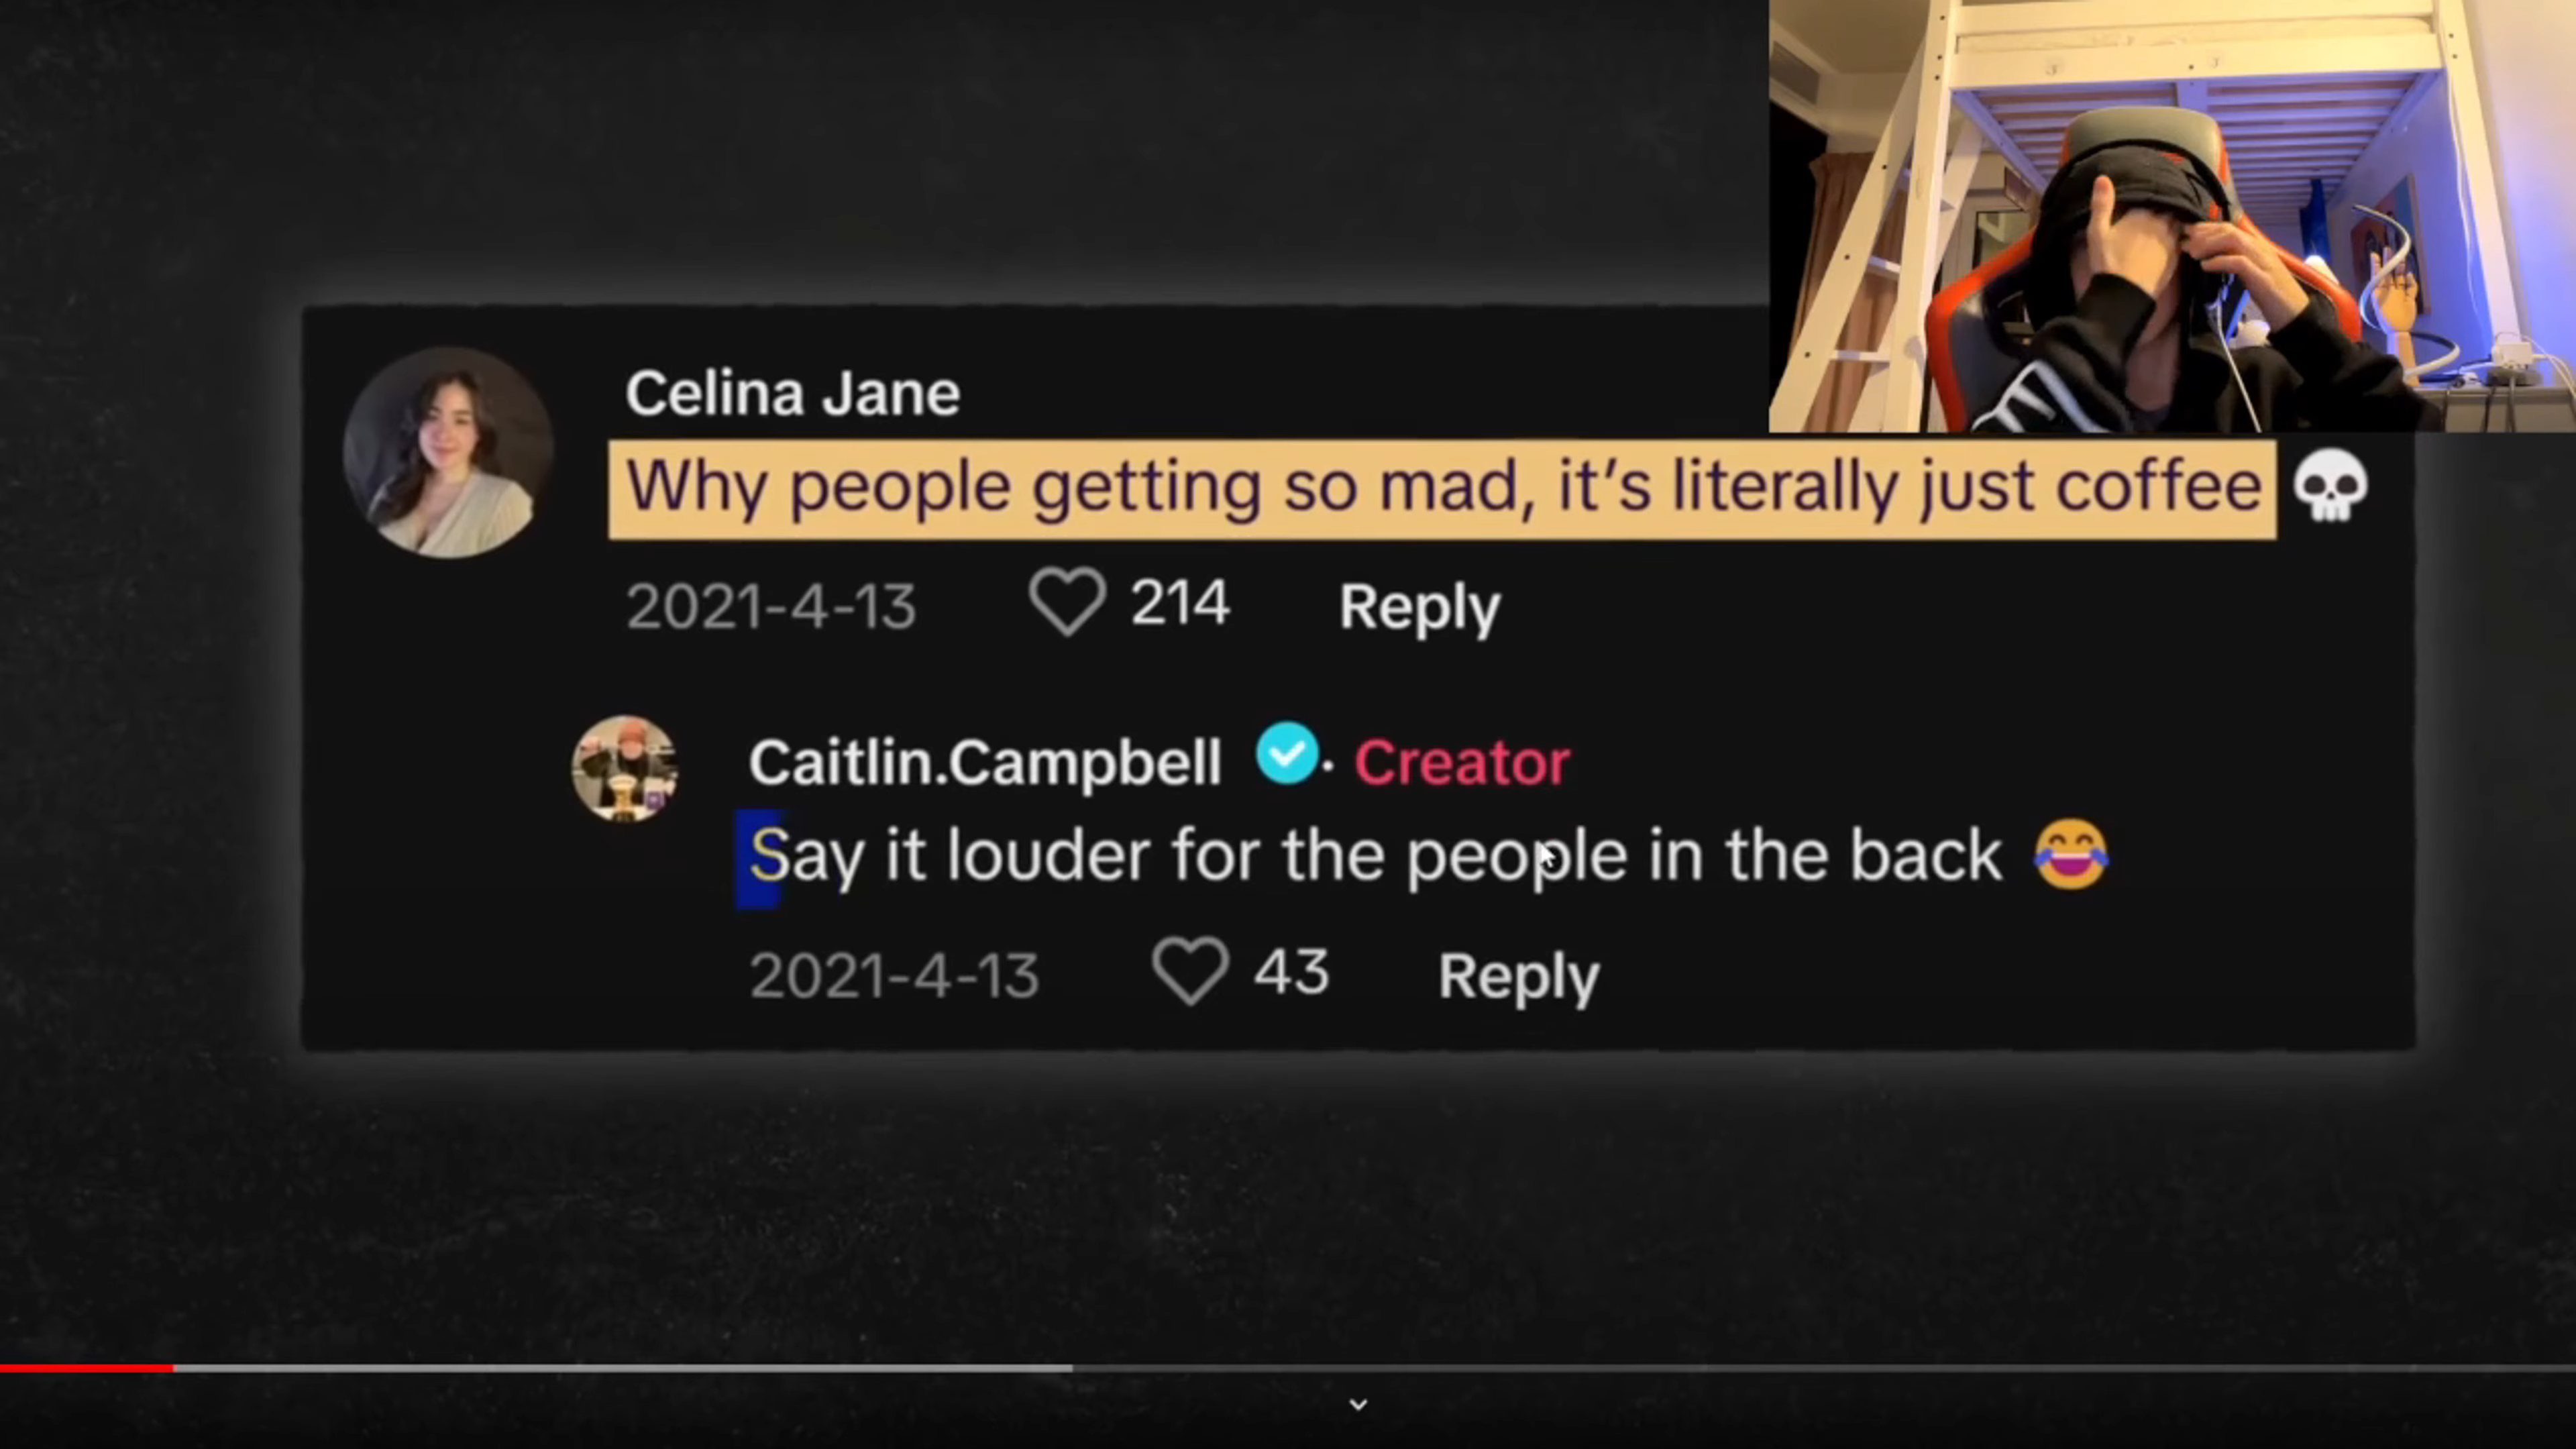 Celina Jane
Why people getting so mad, it's literally just coffee 💀
2021-4-13 214 Reply
Caitlin.Campbell · Creator
Say it louder for the people in the back 😂
2021-4-13 43 Reply